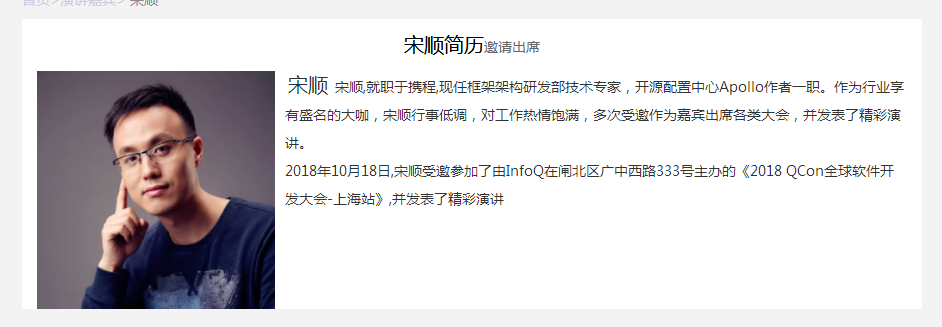 首页>演讲嘉宾> 宋顺
宋顺简历邀请出席
宋顺 宋顺,就职于携程,现任框架架构研发部技术专家，开源配置中心Apollo作者一职。作为行业享
有盛名的大咖，宋顺行事低调，对工作热情饱满，多次受邀作为嘉宾出席各类大会，并发表了精彩演
讲。
2018年10月18日,宋顺受邀参加了由InfoQ在闸北区广中西路333号主办的《2018 QCon全球软件开
发大会-上海站》,并发表了精彩演讲